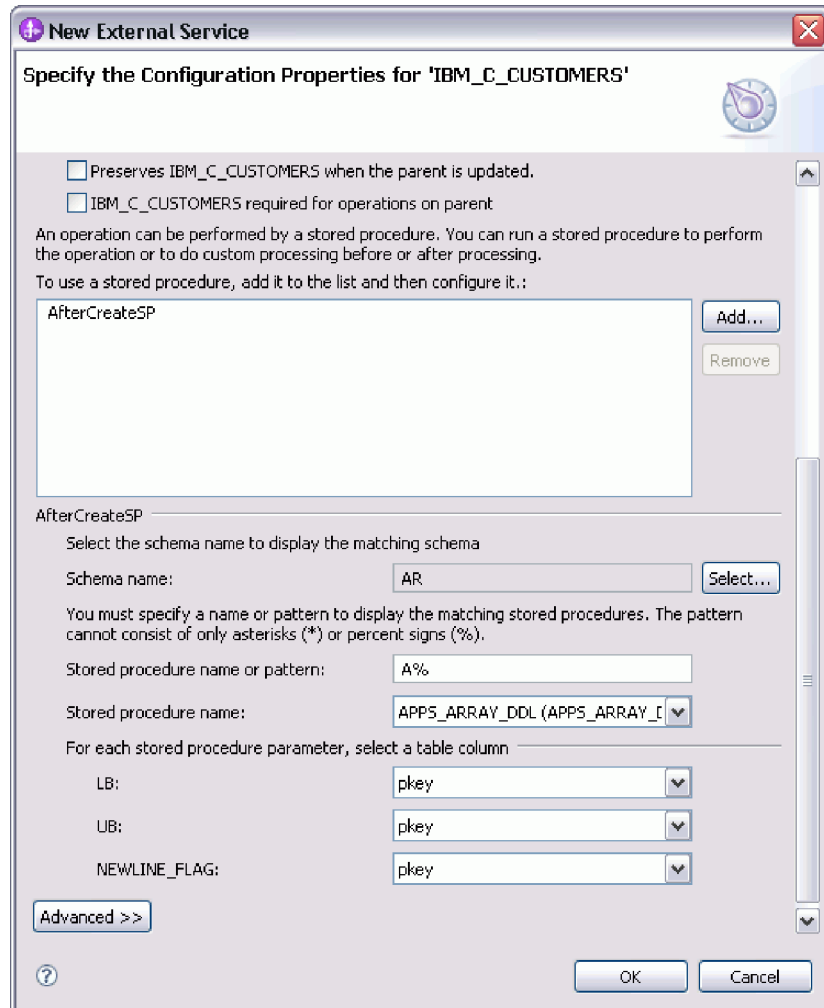 New External Service
Specify the Configuration Properties for 'IBM_C_CUSTOMERS'
Preserves IBM_C_CUSTOMERS when the parent is updated.
IBM_C_CUSTOMERS required for operations on parent
An operation can be performed by a stored procedure. You can run a stored procedure to perform
the operation or to do custom processing before or after processing.
To use a stored procedure, add it to the list and then configure it.:
AfterCreateSP
Add...
Remove
AfterCreateSP
Select the schema name to display the matching schema
Schema name: AR Select...
You must specify a name or pattern to display the matching stored procedures. The pattern
cannot consist of only asterisks (*) or percent signs (%).
Stored procedure name or pattern: A%
Stored procedure name: APPS_ARRAY_DDL (APPS_ARRAY_D
For each stored procedure parameter, select a table column
LB: pkey
UB: pkey
NEWLINE_FLAG: pkey
Advanced >>
? OK Cancel